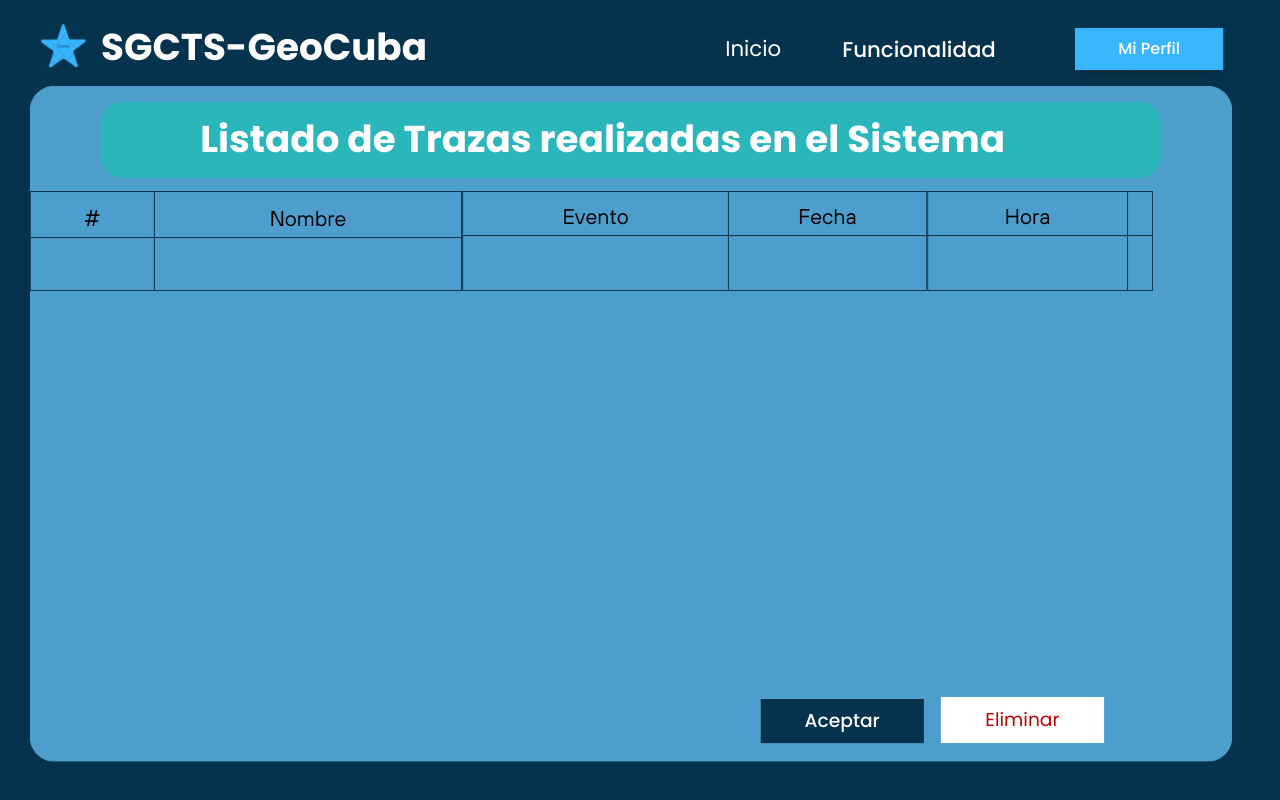 SGCTS-GeoCuba
Inicio
Funcionalidad
Mi Perfil
Listado de Trazas realizadas en el Sistema
# Nombre Evento Fecha Hora
Aceptar
Eliminar